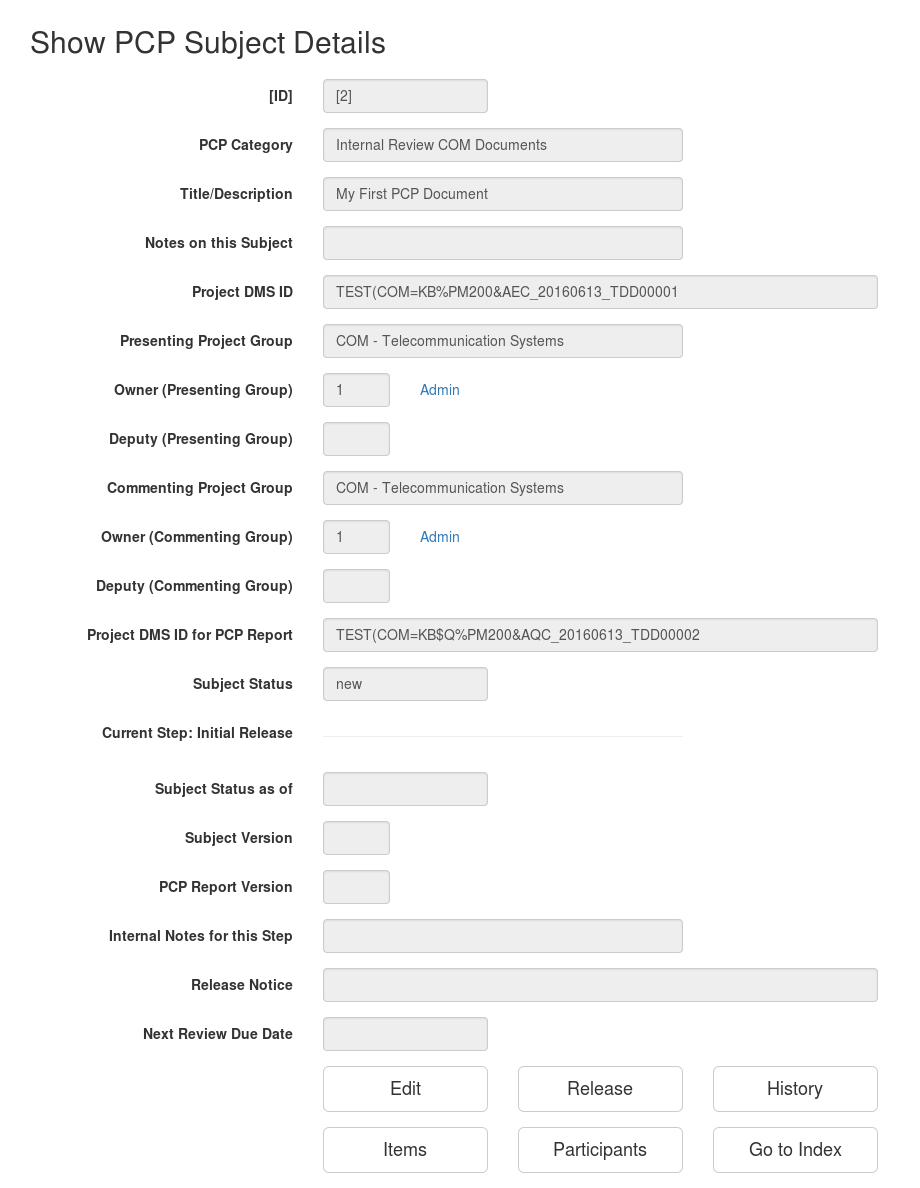 Show PCP Subject Details
[ID] [2]
PCP Category Internal Review COM Documents
Title/Description My First PCP Document
Notes on this Subject
Project DMS ID TEST(COM=KB%PM200&AEC_20160613_TDD00001
Presenting Project Group COM - Telecommunication Systems
Owner (Presenting Group) 1 Admin
Deputy (Presenting Group)
Commenting Project Group COM - Telecommunication Systems
Owner (Commenting Group) 1 Admin
Deputy (Commenting Group)
Project DMS ID for PCP Report TEST(COM=KB$Q%PM200&AQC_20160613_TDD00002
Subject Status new
Current Step: Initial Release
Subject Status as of
Subject Version
PCP Report Version
Internal Notes for this Step
Release Notice
Next Review Due Date
Edit Release History
Items Participants Go to Index